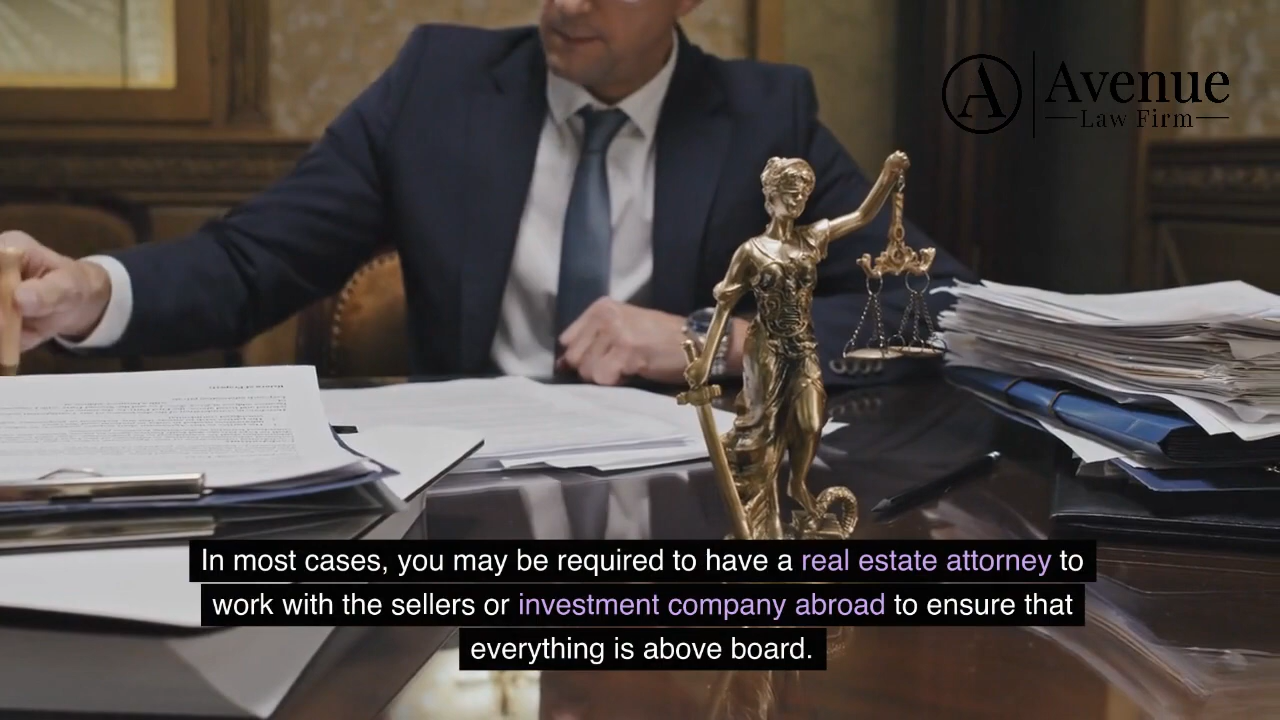 A
Avenue
Law Firm
In most cases, you may be required to have a real estate attorney to
work with the sellers or investment company abroad to ensure that
everything is above board.